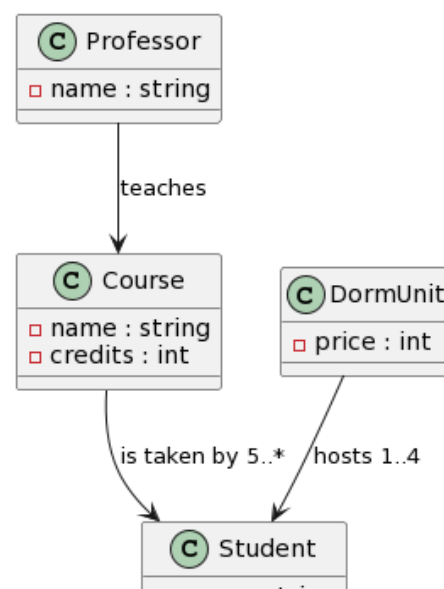 C Professor
name : string
teaches
C Course
name : string
credits : int
C DormUnit
price : int
is taken by 5..*
hosts 1..4
C Student